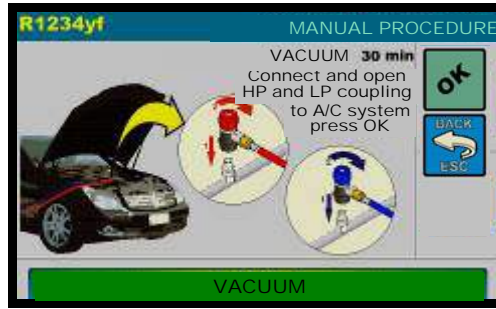 R1234yf
MANUAL PROCEDURE
VACUUM 30 min
Connect and open
HP and LP coupling
to A/C system
press OK
OK
BACK
ESC
VACUUM